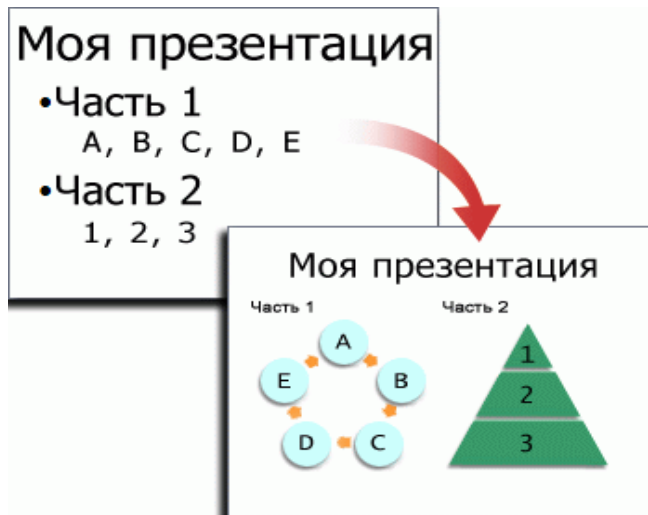 Моя презентация
•Часть 1
A, B, C, D, E
•Часть 2
1, 2, 3
Моя презентация
Часть 1 Часть 2
A
B
C
D
E
1
2
3